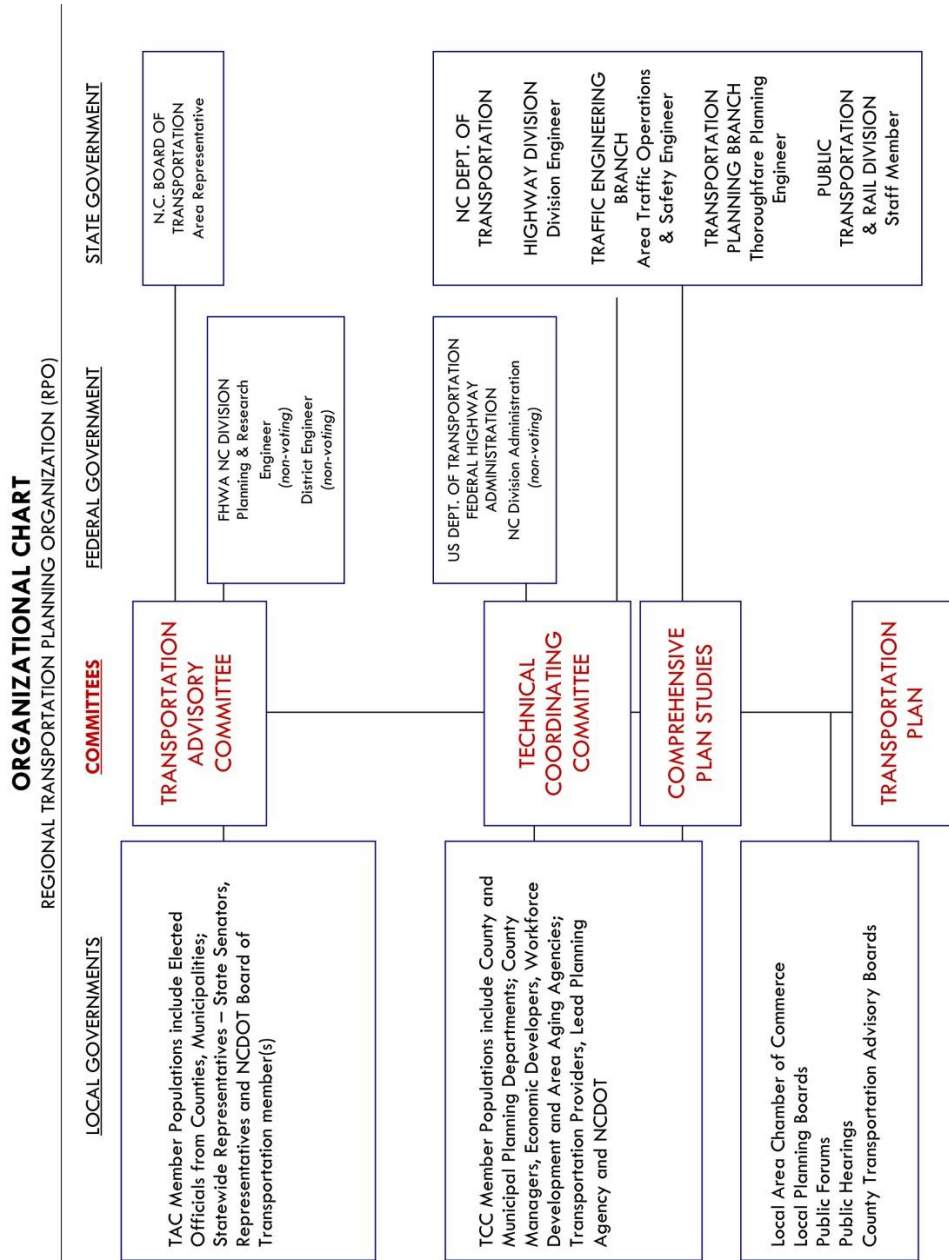 ORGANIZATIONAL CHART
REGIONAL TRANSPORTATION PLANNING ORGANIZATION (RPO)
LOCAL GOVERNMENTS
COMMITTEES
FEDERAL GOVERNMENT
STATE GOVERNMENT
TAC Member Populations include Elected
Officials from Counties, Municipalities;
Statewide Representatives – State Senators,
Representatives and NCDOT Board of
Transportation member(s)
TRANSPORTATION
ADVISORY
COMMITTEE
FHWA NC DIVISION
Planning & Research
Engineer
(non-voting)
District Engineer
(non-voting)
N.C. BOARD OF
TRANSPORTATION
Area Representative
TCC Member Populations include County and
Municipal Planning Departments; County
Managers, Economic Developers, Workforce
Development and Area Aging Agencies;
Transportation Providers, Lead Planning
Agency and NCDOT
TECHNICAL
COORDINATING
COMMITTEE
US DEPT. OF TRANSPORTATION
FEDERAL HIGHWAY
ADMINISTRATION
NC Division Administration
(non-voting)
NC DEPT. OF
TRANSPORTATION
HIGHWAY DIVISION
Division Engineer
TRAFFIC ENGINEERING
BRANCH
Area Traffic Operations
& Safety Engineer
TRANSPORTATION
PLANNING BRANCH
Thoroughfare Planning
Engineer
PUBLIC
TRANSPORTATION
& RAIL DIVISION
Staff Member
COMPREHENSIVE
PLAN STUDIES
Local Area Chamber of Commerce
Local Planning Boards
Public Forums
Public Hearings
County Transportation Advisory Boards
TRANSPORTATION
PLAN